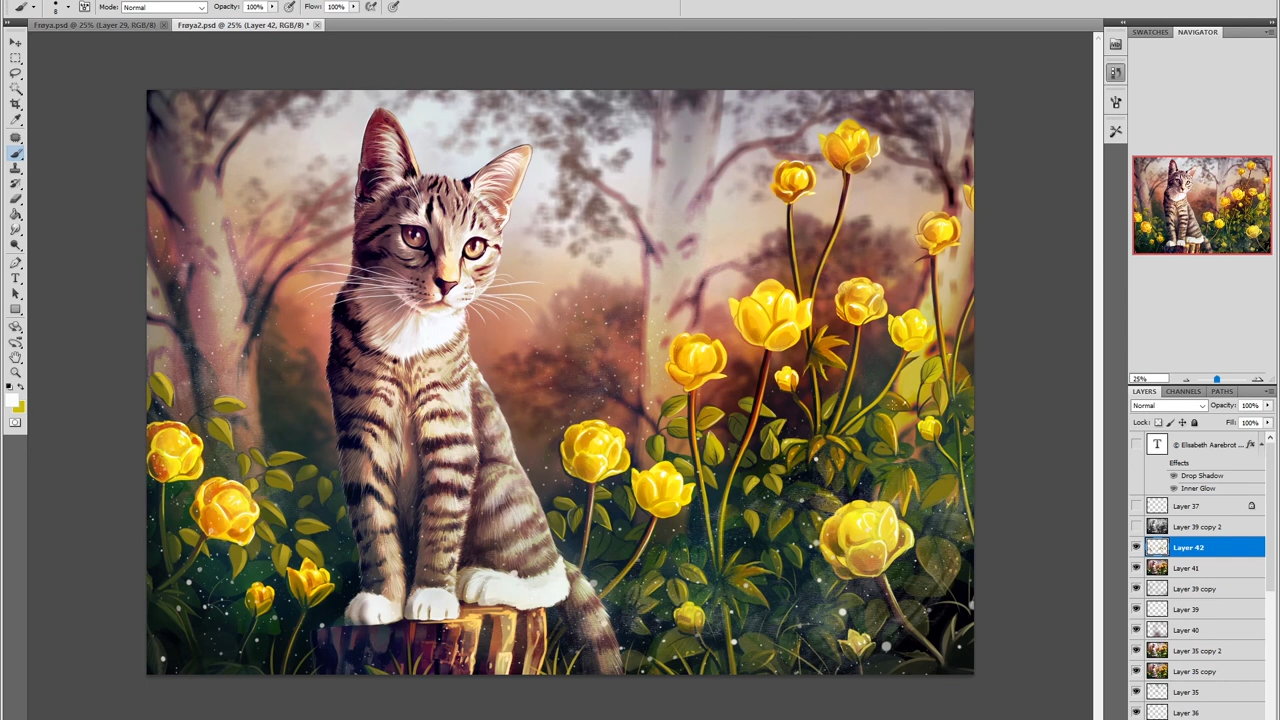 Mode: Normal Opacity: 100% Flow: 100%
8
Frøya.psd @ 25% (Layer 29, RGB/8) Frøya2.psd @ 25% (Layer 42, RGB/8) *
SWATCHES NAVIGATOR
25%
LAYERS CHANNELS PATHS
Normal Opacity: 100%
Lock: Fill: 100%
T © Elisabeth Aarebrot ... fx
Effects
Drop Shadow
Inner Glow
Layer 37
Layer 39 copy 2
Layer 42
Layer 41
Layer 39 copy
Layer 39
Layer 40
Layer 35 copy 2
Layer 35 copy
Layer 35
Layer 36